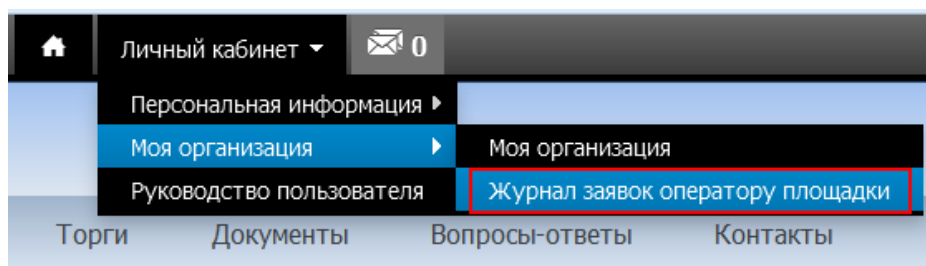 Личный кабинет 0
Персональная информация
Моя организация Моя организация
Руководство пользователя Журнал заявок оператору площадки
Торги Документы Вопросы-ответы Контакты